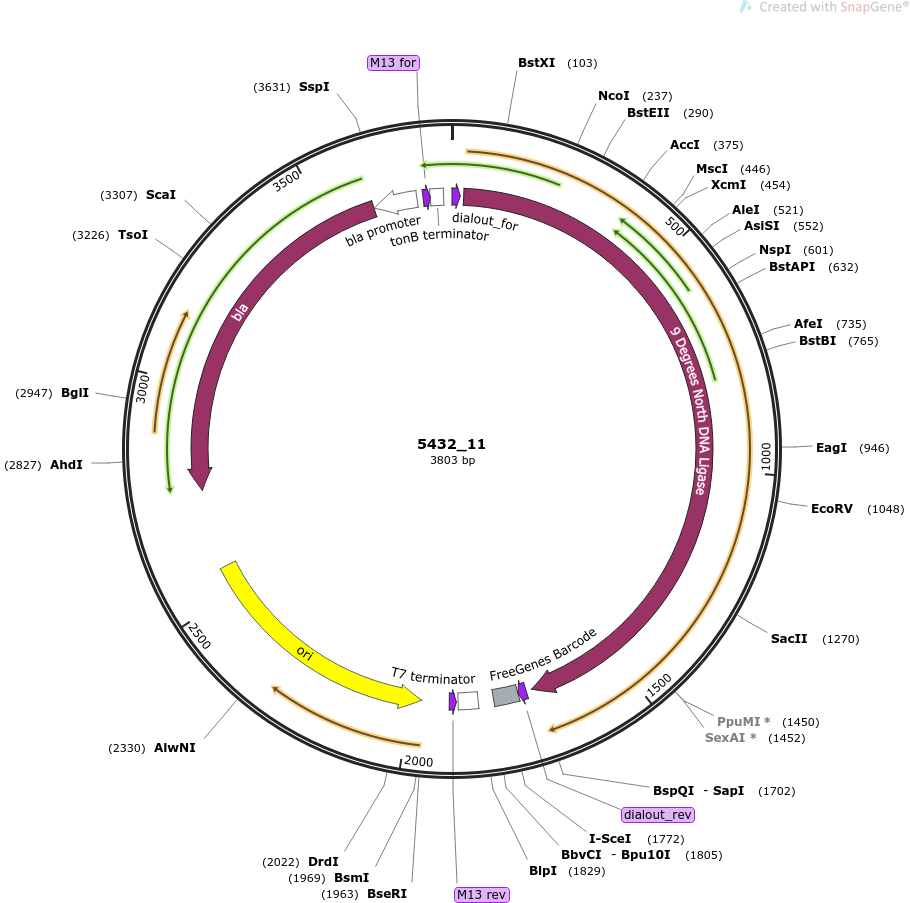 Created with SnapGene®
M13 for
BstXI (103)
(3631) SspI
NcoI (237)
BstEII (290)
AccI (375)
MscI (446)
XcmI (454)
(3307) ScaI
AleI (521)
AsiSI (552)
(3226) TsoI
NspI (601)
BstAPI (632)
AfeI (735)
BstBI (765)
(2947) BglI
EagI (946)
(2827) AhdI
EcoRV (1048)
SacII (1270)
PpuMI * (1450)
SexAI * (1452)
(2330) AlwNI
BspQI - SapI (1702)
dialout_rev
I-SceI (1772)
BbvCI - Bpu10I (1805)
BlpI (1829)
(2022) DrdI
(1969) BsmI
(1963) BseRI
M13 rev
500
1000
1500
2000
2500
3000
3500
bla promoter
tonB terminator
dialout_for
bla
9 Degrees North DNA Ligase
5432_11
3803 bp
ori
T7 terminator
FreeGenes Barcode